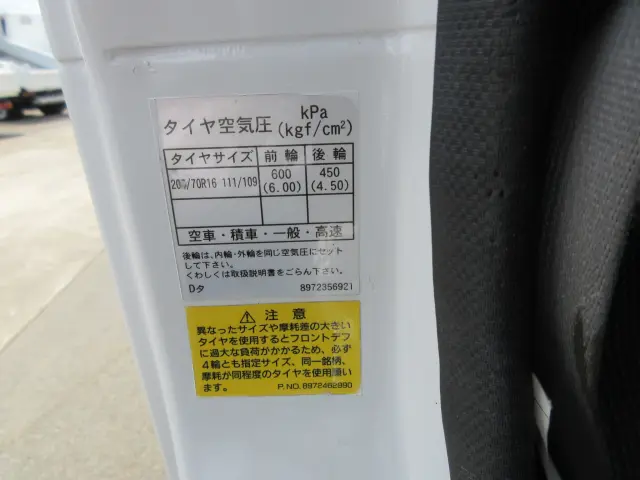 タイヤ空気圧 kPa (kgf/cm²)
タイヤサイズ 前輪 後輪
/70R16 111/109 600 (6.00) 450 (4.50)
空車・積車・一般・高速
後輪は、内輪・外輪を同じ空気圧にセット
して下さい。
くわしくは取扱説明書をごらん下さい。
Dタ 8972356921
⚠ 注意
異なったサイズや摩耗差の大きい
タイヤを使用するとフロントデフ
に過大な負荷がかかるため、必ず
4輪とも指定サイズ、同一銘柄、
摩耗が同程度のタイヤを使用願い
ます。 P.NO. 8972462890